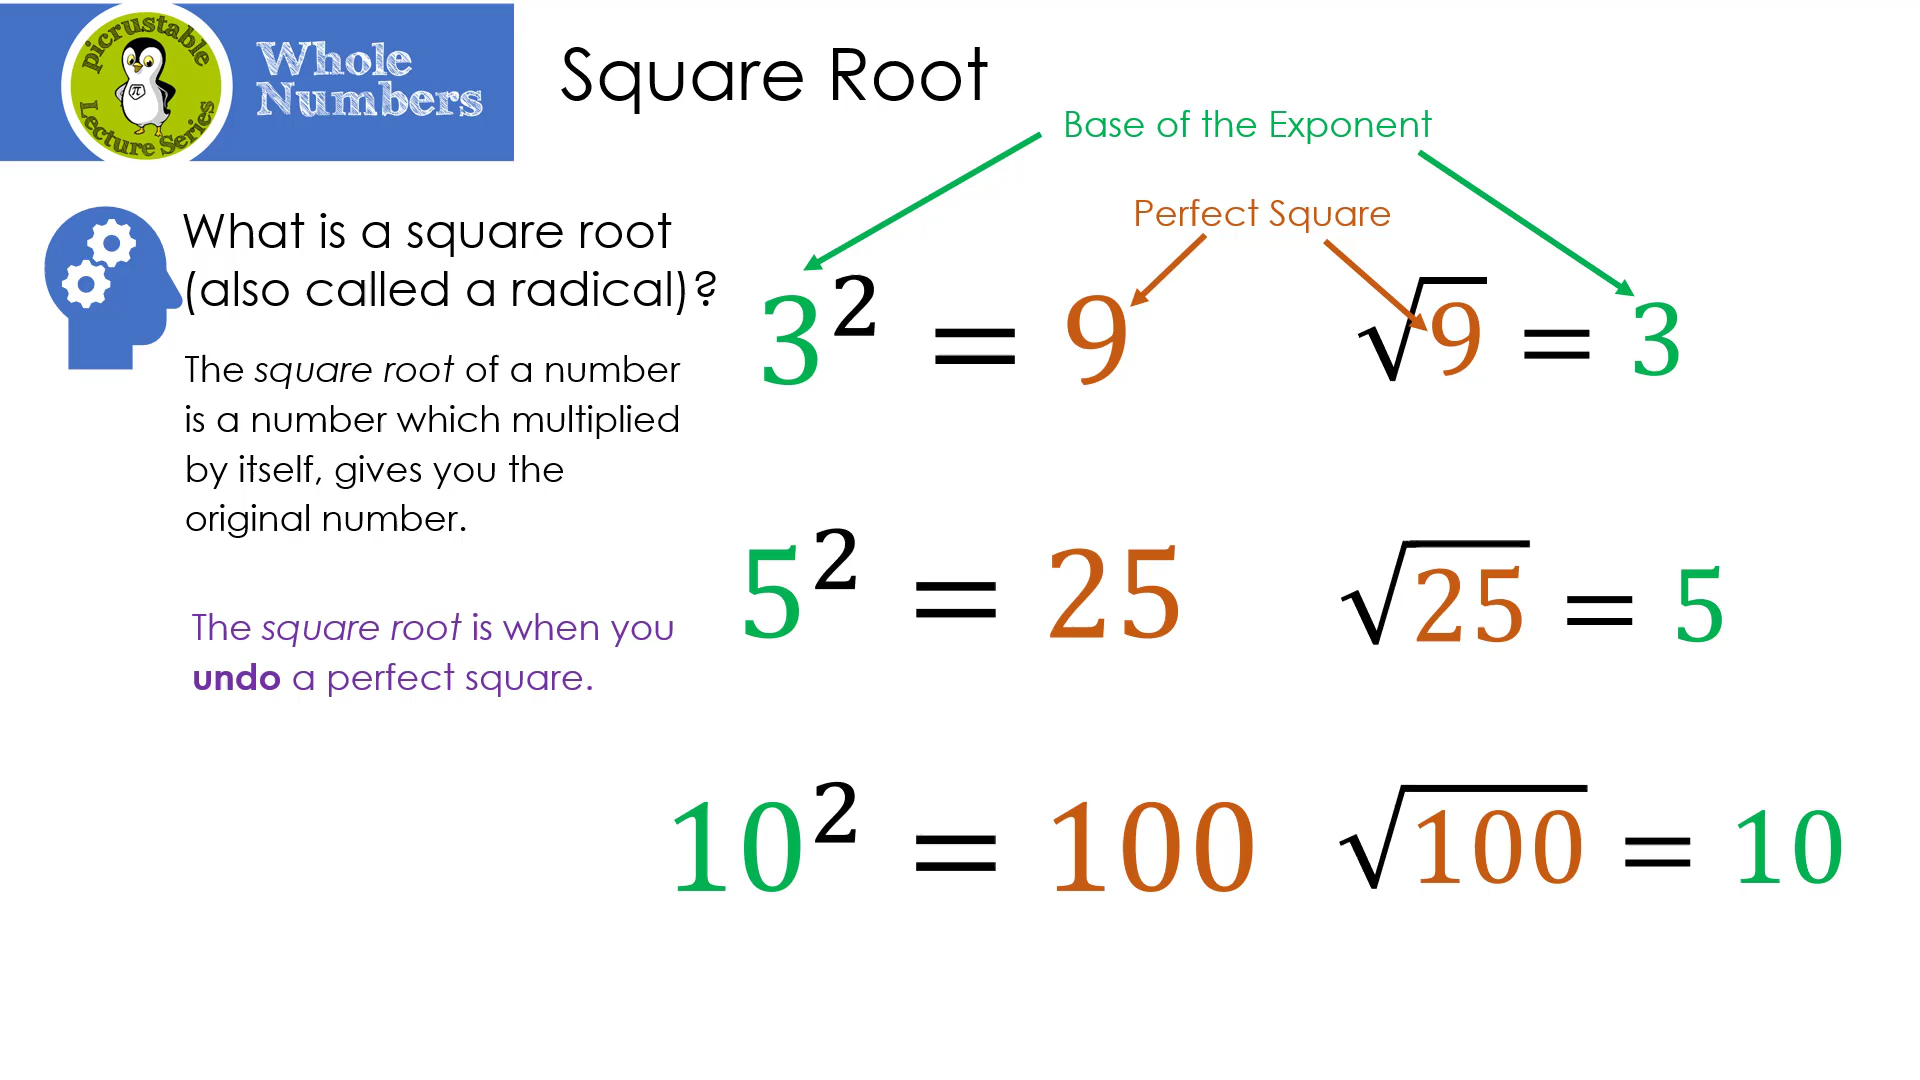 picrustable
Lecture Series
π
Whole
Numbers
Square Root
Base of the Exponent
Perfect Square
What is a square root
(also called a radical)?
The square root of a number
is a number which multiplied
by itself, gives you the
original number.
The square root is when you
undo a perfect square.
3² = 9
√9 = 3
5² = 25
√25 = 5
10² = 100
√100 = 10